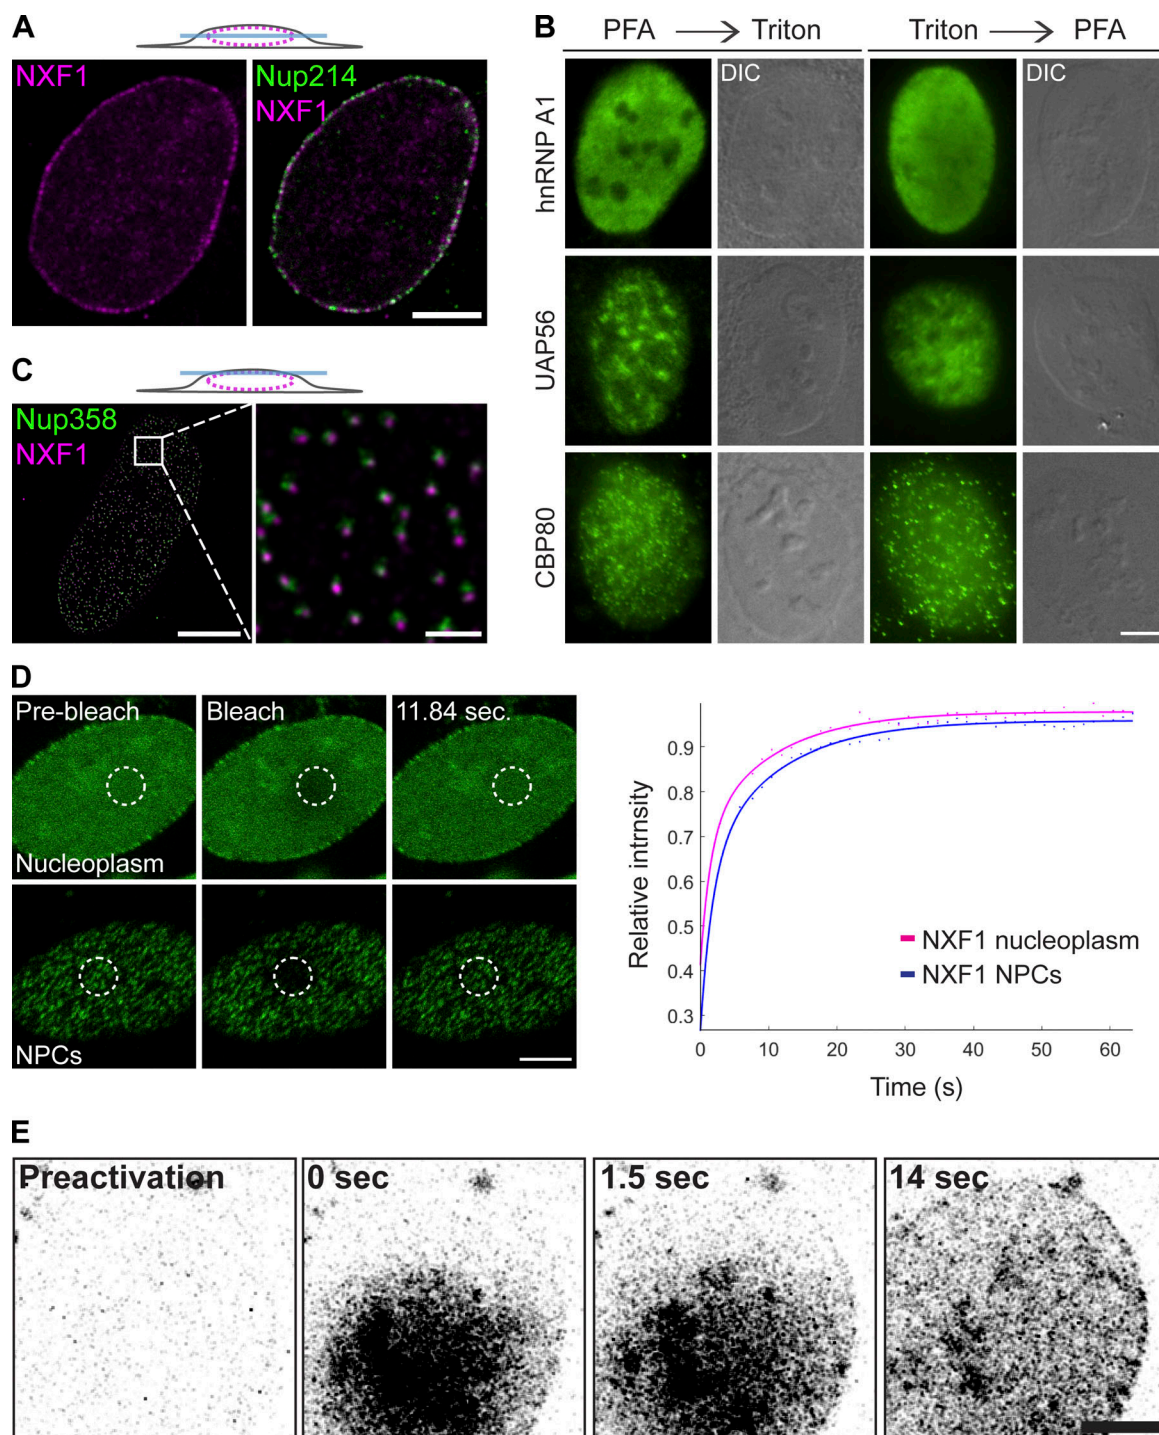 A
NXF1
Nup214
NXF1
B
PFA → Triton
Triton → PFA
DIC
DIC
hnRNP A1
UAP56
CBP80
C
Nup358
NXF1
D
Pre-bleach
Bleach
11.84 sec.
Nucleoplasm
NPCs
Relative intrnsity
0.9
0.8
0.7
0.6
0.5
0.4
0.3
0 10 20 30 40 50 60
Time (s)
NXF1 nucleoplasm
NXF1 NPCs
E
Preactivation
0 sec
1.5 sec
14 sec